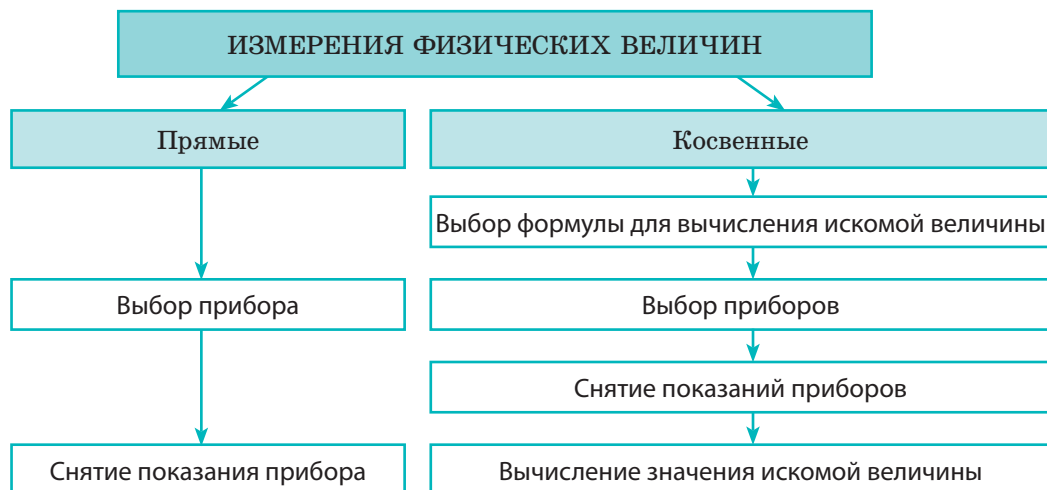 ИЗМЕРЕНИЯ ФИЗИЧЕСКИХ ВЕЛИЧИН
Прямые
Косвенные
Выбор формулы для вычисления искомой величины
Выбор прибора
Выбор приборов
Снятие показаний приборов
Снятие показания прибора
Вычисление значения искомой величины